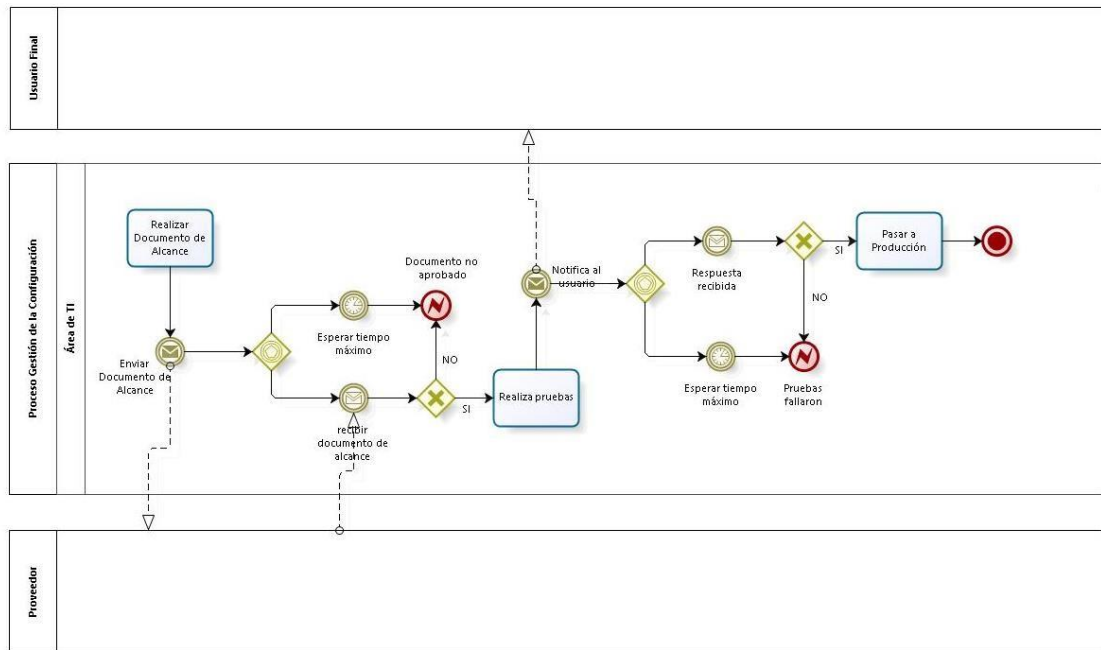 Usuario Final
Proceso Gestión de la Configuración
Área de TI
Realizar
Documento de
Alcance
Enviar
Documento de
Alcance
Esperar tiempo
máximo
Documento no
aprobado
NO
SI
recibir
documento de
alcance
Realiza pruebas
Notifica al
usuario
Respuesta
recibida
SI
NO
Esperar tiempo
máximo
Pruebas
fallaron
Pasar a
Producción
Proveedor